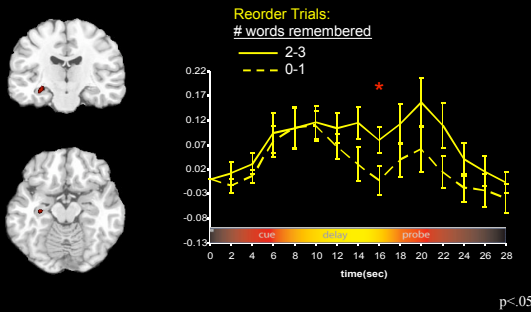 Reorder Trials:
# words remembered
2-3
0-1
*
0.22
0.17
0.12
0.07
0.02
-0.03
-0.08
-0.13
cue delay probe
0 2 4 6 8 10 12 14 16 18 20 22 24 26 28
time(sec)
p<.05